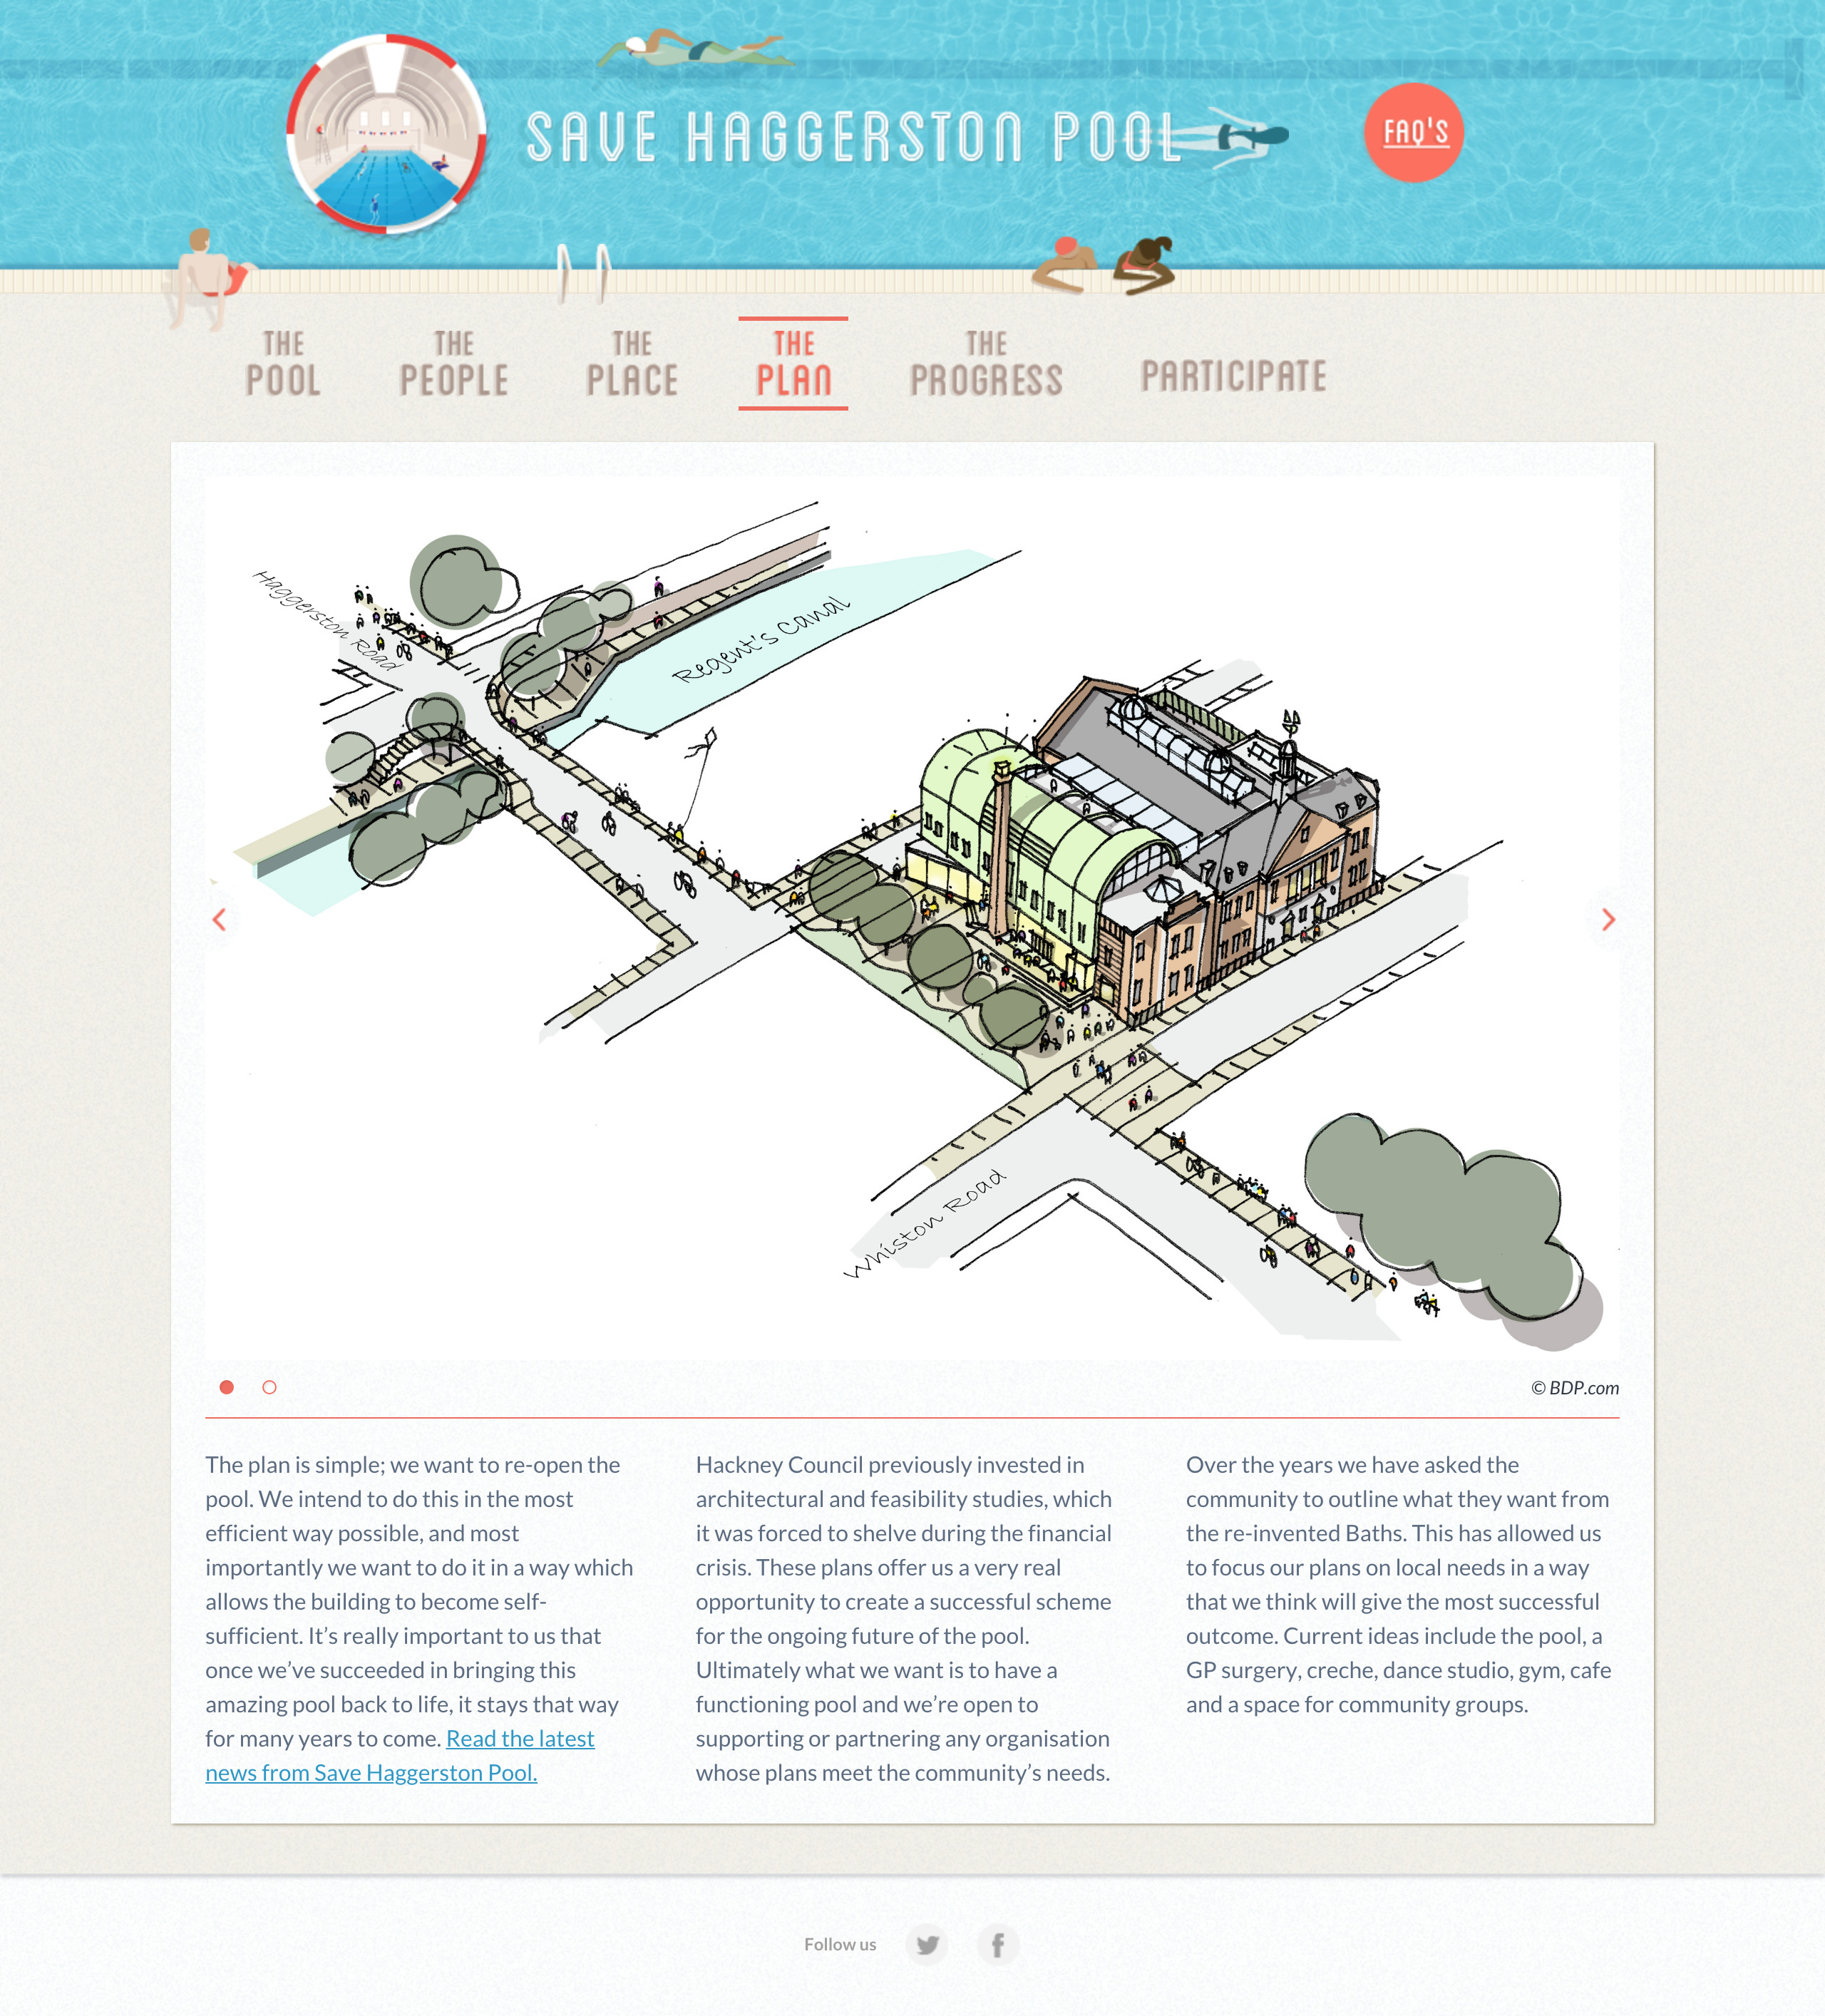 SAVE HAGGERSTON POOL
FAQ'S
THE
POOL
THE
PEOPLE
THE
PLACE
THE
PLAN
THE
PROGRESS
PARTICIPATE
Haggerston Road
Regent's Canal
Whiston Road
© BDP.com
The plan is simple; we want to re-open the
pool. We intend to do this in the most
efficient way possible, and most
importantly we want to do it in a way which
allows the building to become self-
sufficient. It’s really important to us that
once we’ve succeeded in bringing this
amazing pool back to life, it stays that way
for many years to come. Read the latest
news from Save Haggerston Pool.
Hackney Council previously invested in
architectural and feasibility studies, which
it was forced to shelve during the financial
crisis. These plans offer us a very real
opportunity to create a successful scheme
for the ongoing future of the pool.
Ultimately what we want is to have a
functioning pool and we’re open to
supporting or partnering any organisation
whose plans meet the community’s needs.
Over the years we have asked the
community to outline what they want from
the re-invented Baths. This has allowed us
to focus our plans on local needs in a way
that we think will give the most successful
outcome. Current ideas include the pool, a
GP surgery, creche, dance studio, gym, cafe
and a space for community groups.
Follow us